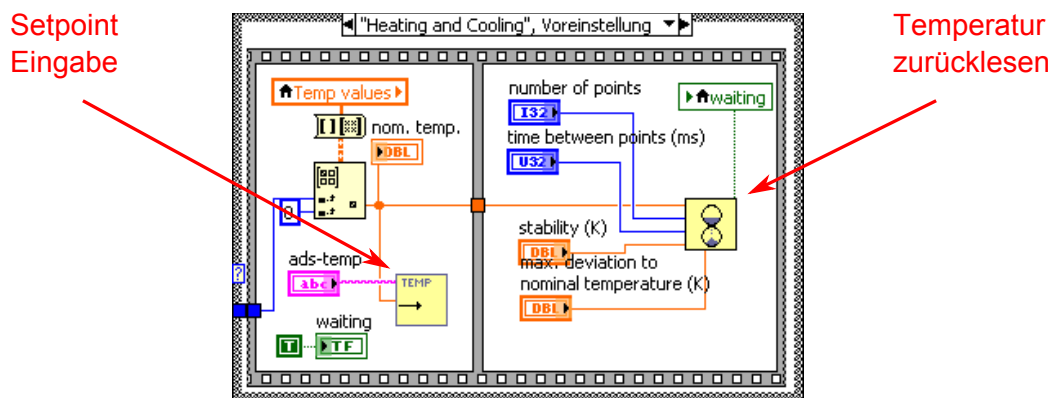 Setpoint
Eingabe
"Heating and Cooling", Voreinstellung
Temperatur
zurücklesen
Temp values
nom. temp.
DBL
0
ads-temp
abc
TEMP
waiting
T
TF
?
number of points
I32
time between points (ms)
U32
waiting
stability (K)
DBL
max. deviation to
nominal temperature (K)
DBL